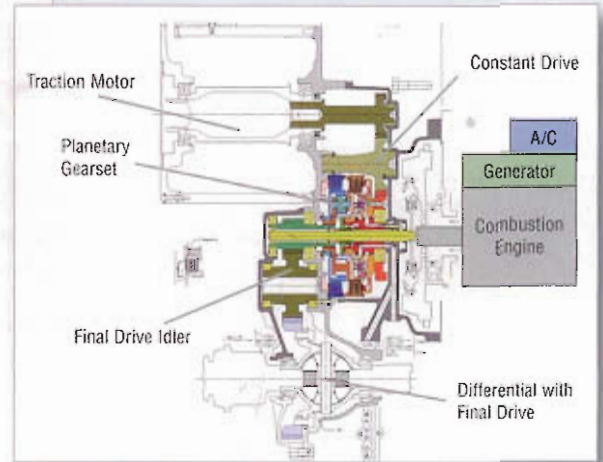 Traction Motor
Constant Drive
Planetary
Gearset
A/C
Generator
Combustion
Engine
Final Drive Idler
Differential with
Final Drive